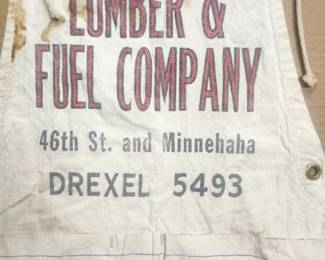 LUMBER &
FUEL COMPANY
46th St. and Minnehaha
DREXEL 5493